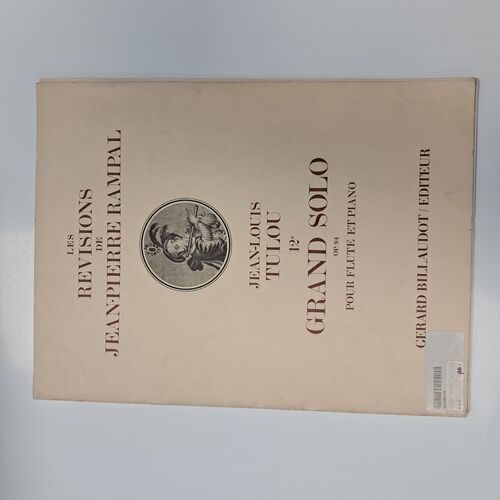 LES
REVISIONS
DE
JEAN-PIERRE RAMPAL
JEAN-LOUIS
TULOU
12e
GRAND SOLO
OP. 94
POUR FLUTE ET PIANO
GERARD BILLAUDOT / EDITEUR